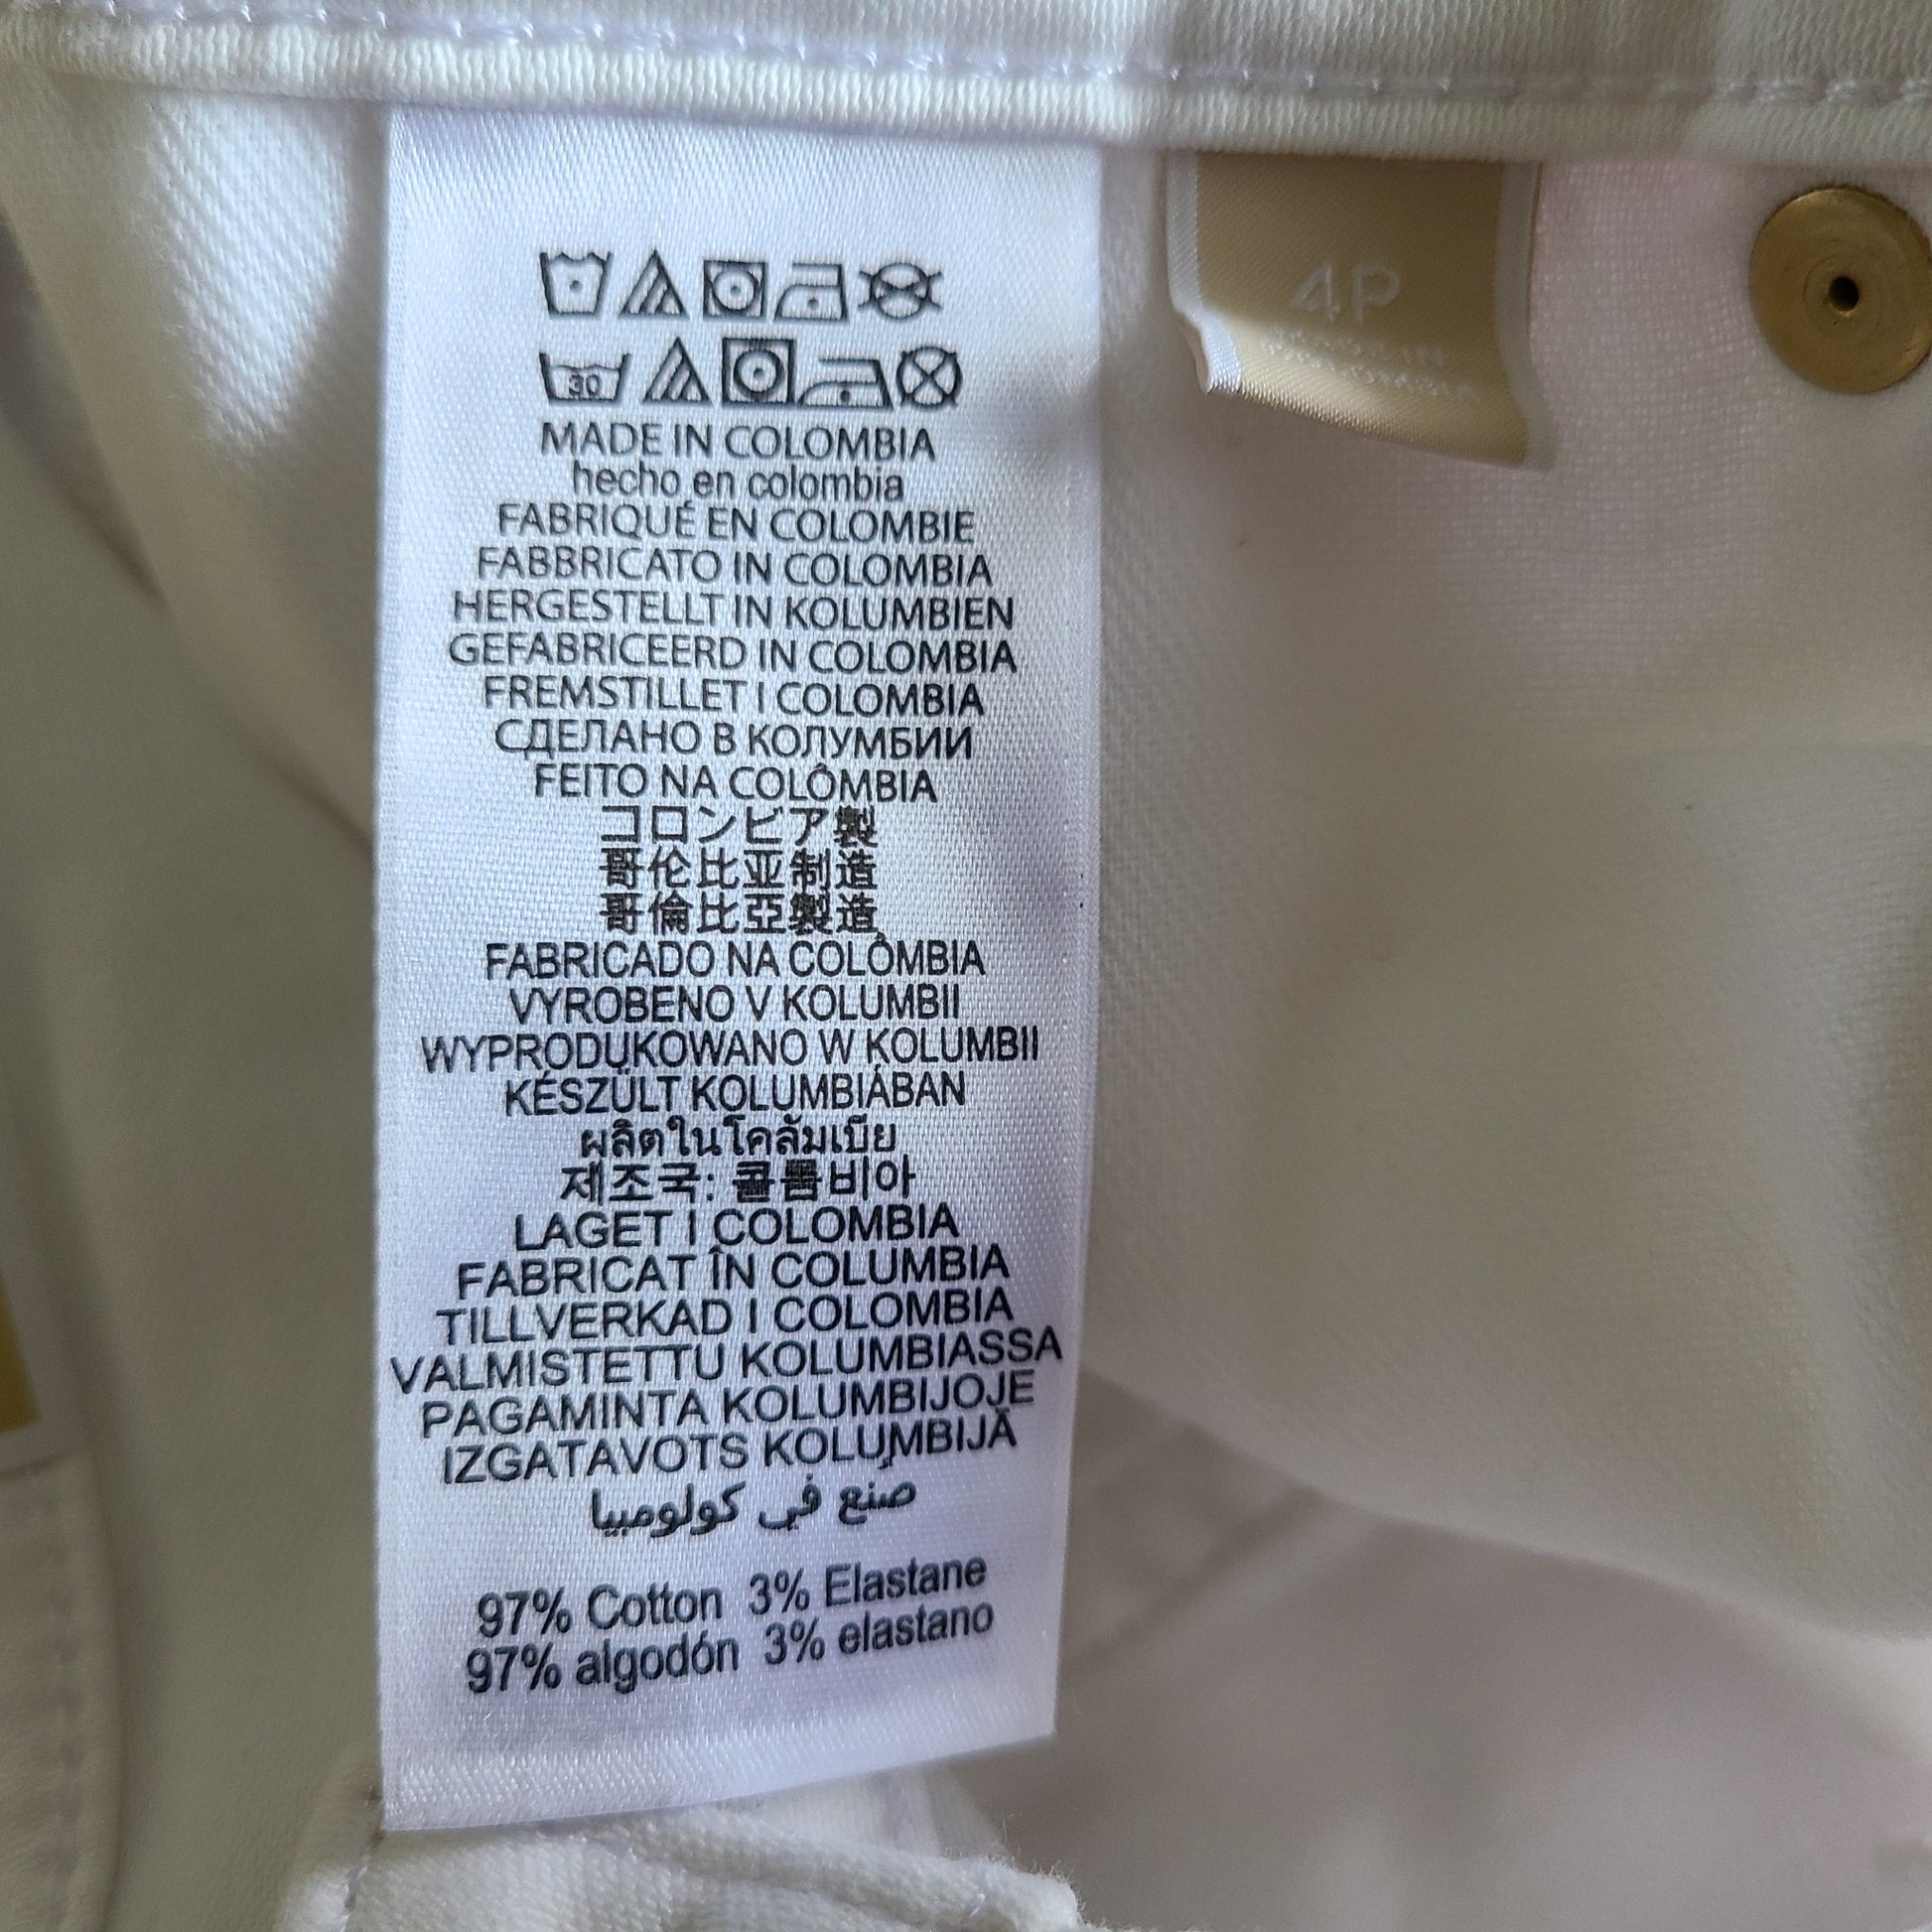 30
MADE IN COLOMBIA
hecho en colombia
FABRIQUÉ EN COLOMBIE
FABBRICATO IN COLOMBIA
HERGESTELLT IN KOLUMBIEN
GEFABRICEERD IN COLOMBIA
FREMSTILLET I COLOMBIA
СДЕЛАНО В КОЛУМБИИ
FEITO NA COLÔMBIA
コロンビア製
哥伦比亚制造
哥倫比亞製造
FABRICADO NA COLÔMBIA
VYROBENO V KOLUMBII
WYPRODUKOWANO W KOLUMBII
KÉSZÜLT KOLUMBIÁBAN
ผลิตในโคลัมเบีย
제조국: 콜롬비아
LAGET I COLOMBIA
FABRICAT ÎN COLUMBIA
TILLVERKAD I COLOMBIA
VALMISTETTU KOLUMBIASSA
PAGAMINTA KOLUMBIJOJE
IZGATAVOTS KOLUMBIJĀ
صُنع في كولومبيا
97% Cotton 3% Elastane
97% algodón 3% elastano
4P
MADE IN
COLOMBIA